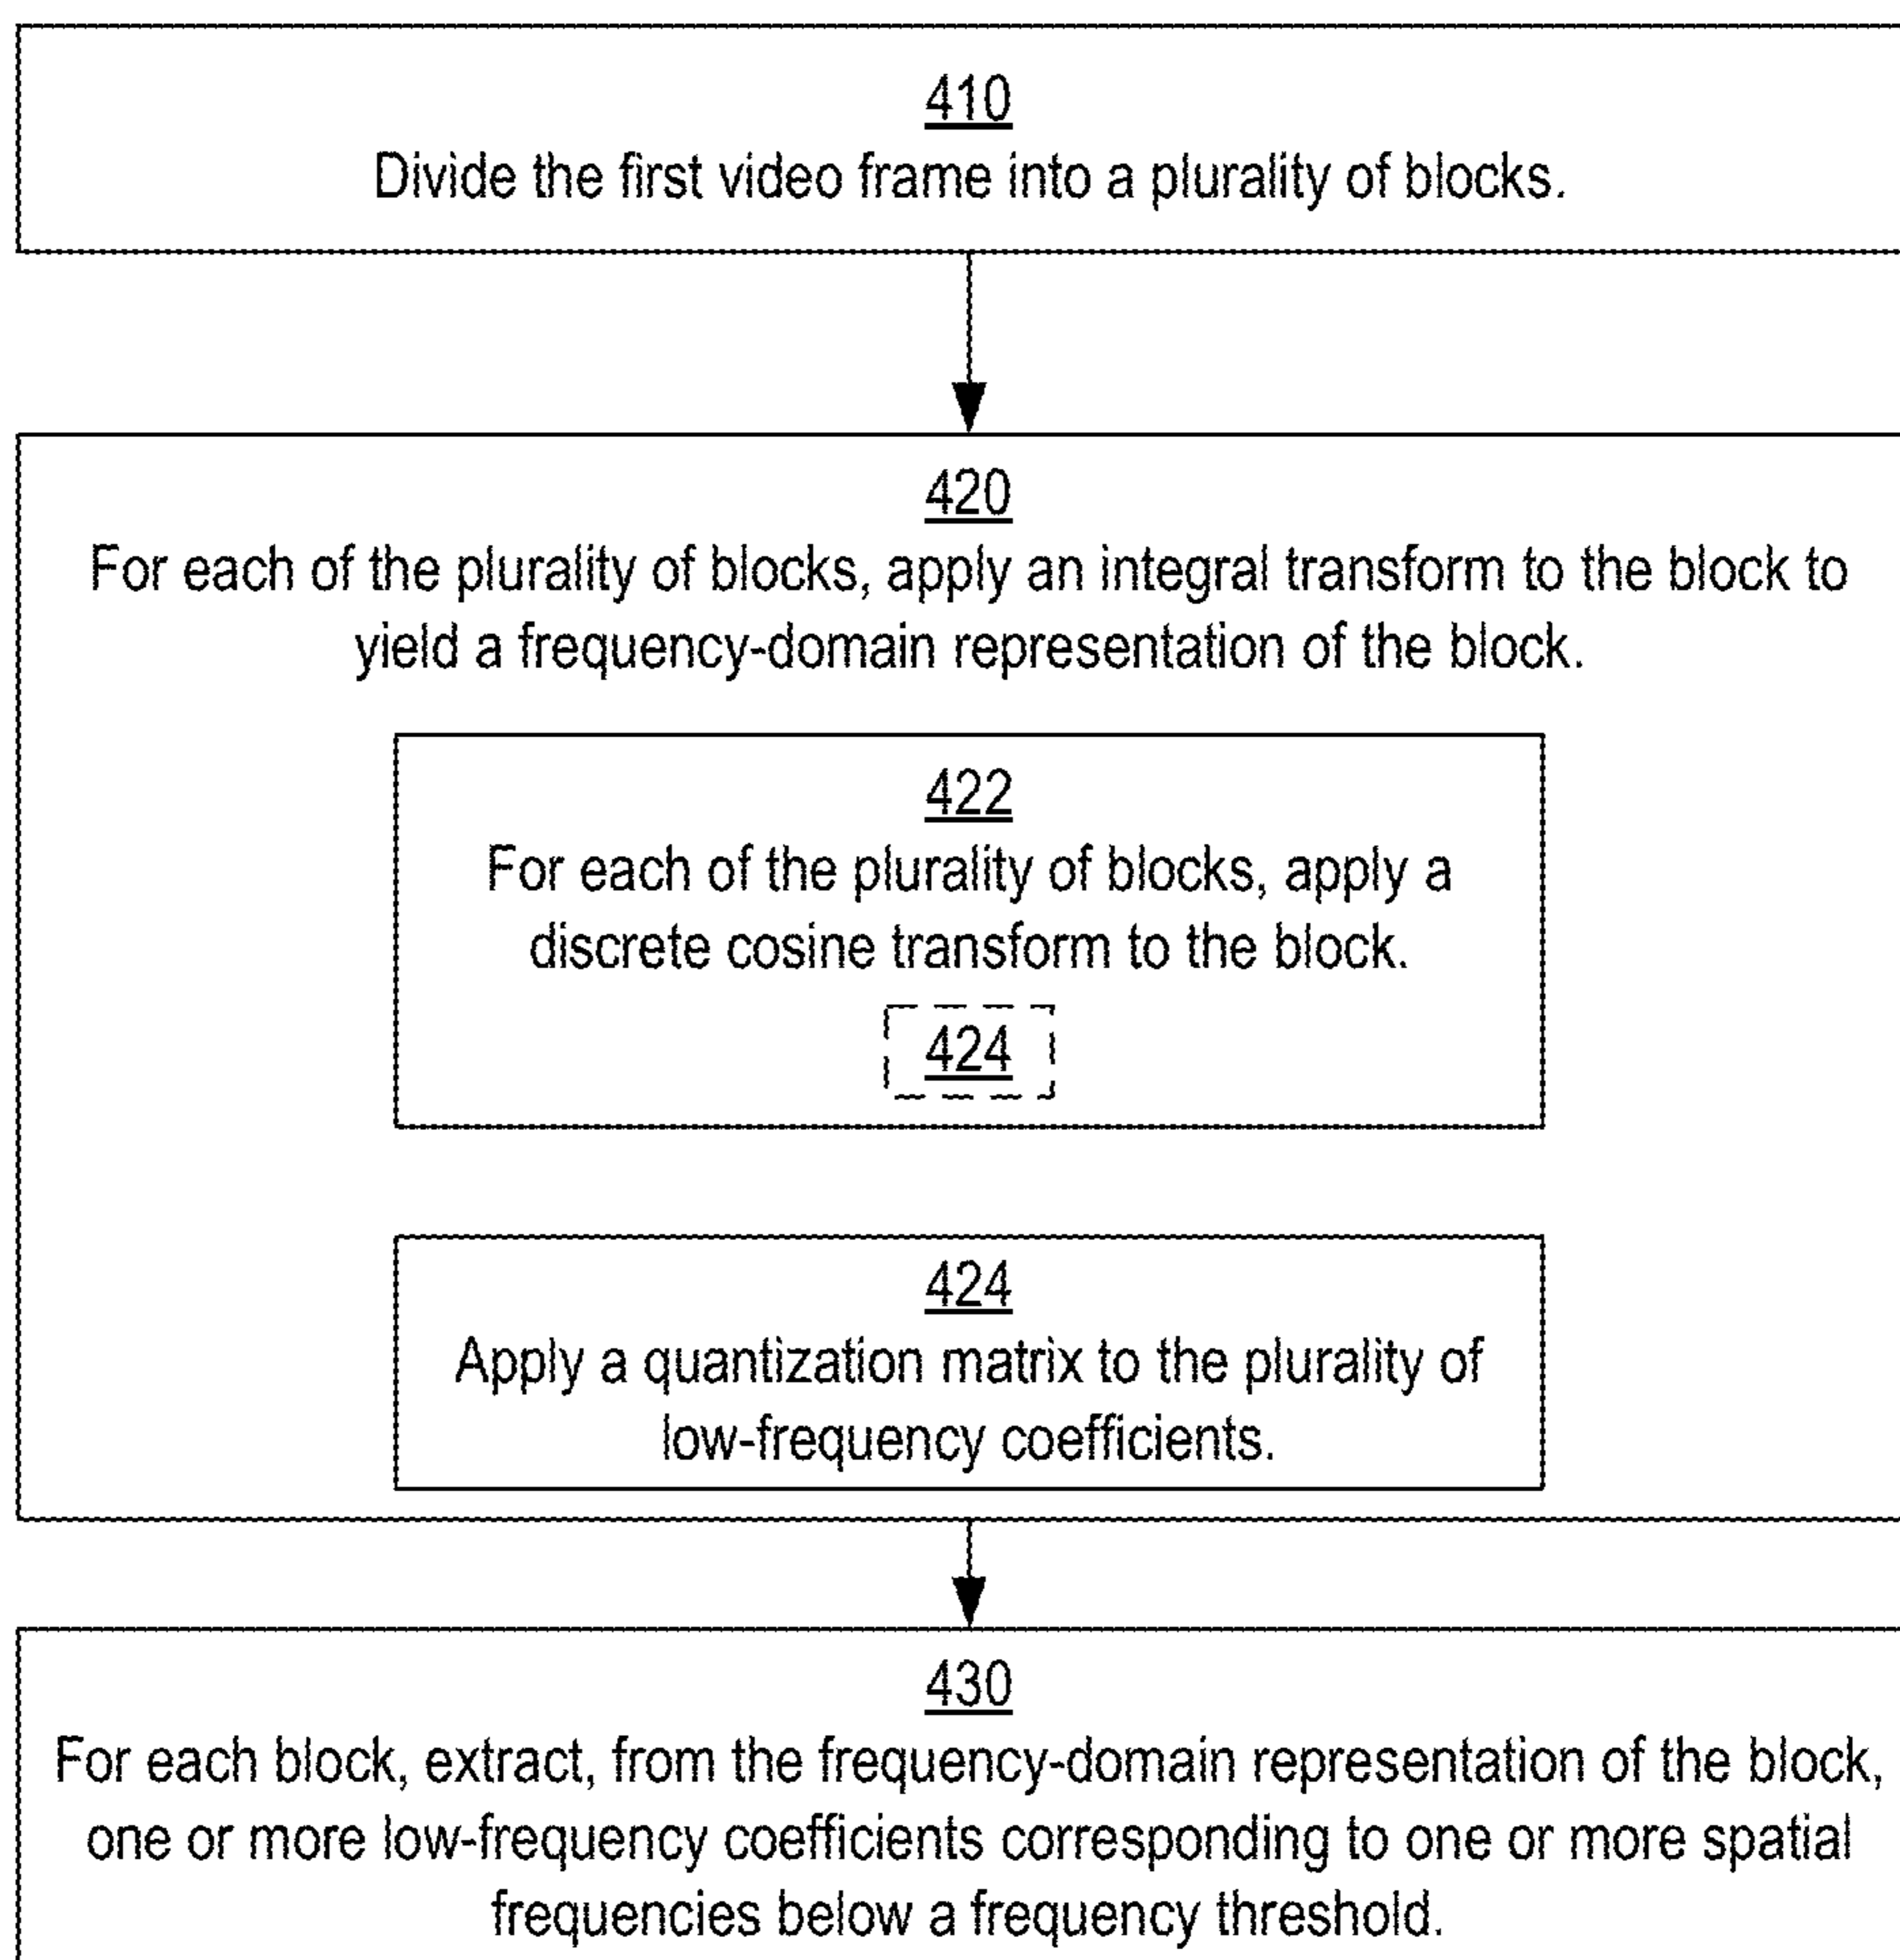 410
Divide the first video frame into a plurality of blocks.
420
For each of the plurality of blocks, apply an integral transform to the block to
yield a frequency-domain representation of the block.
422
For each of the plurality of blocks, apply a
discrete cosine transform to the block.
424
424
Apply a quantization matrix to the plurality of
low-frequency coefficients.
430
For each block, extract, from the frequency-domain representation of the block,
one or more low-frequency coefficients corresponding to one or more spatial
frequencies below a frequency threshold.